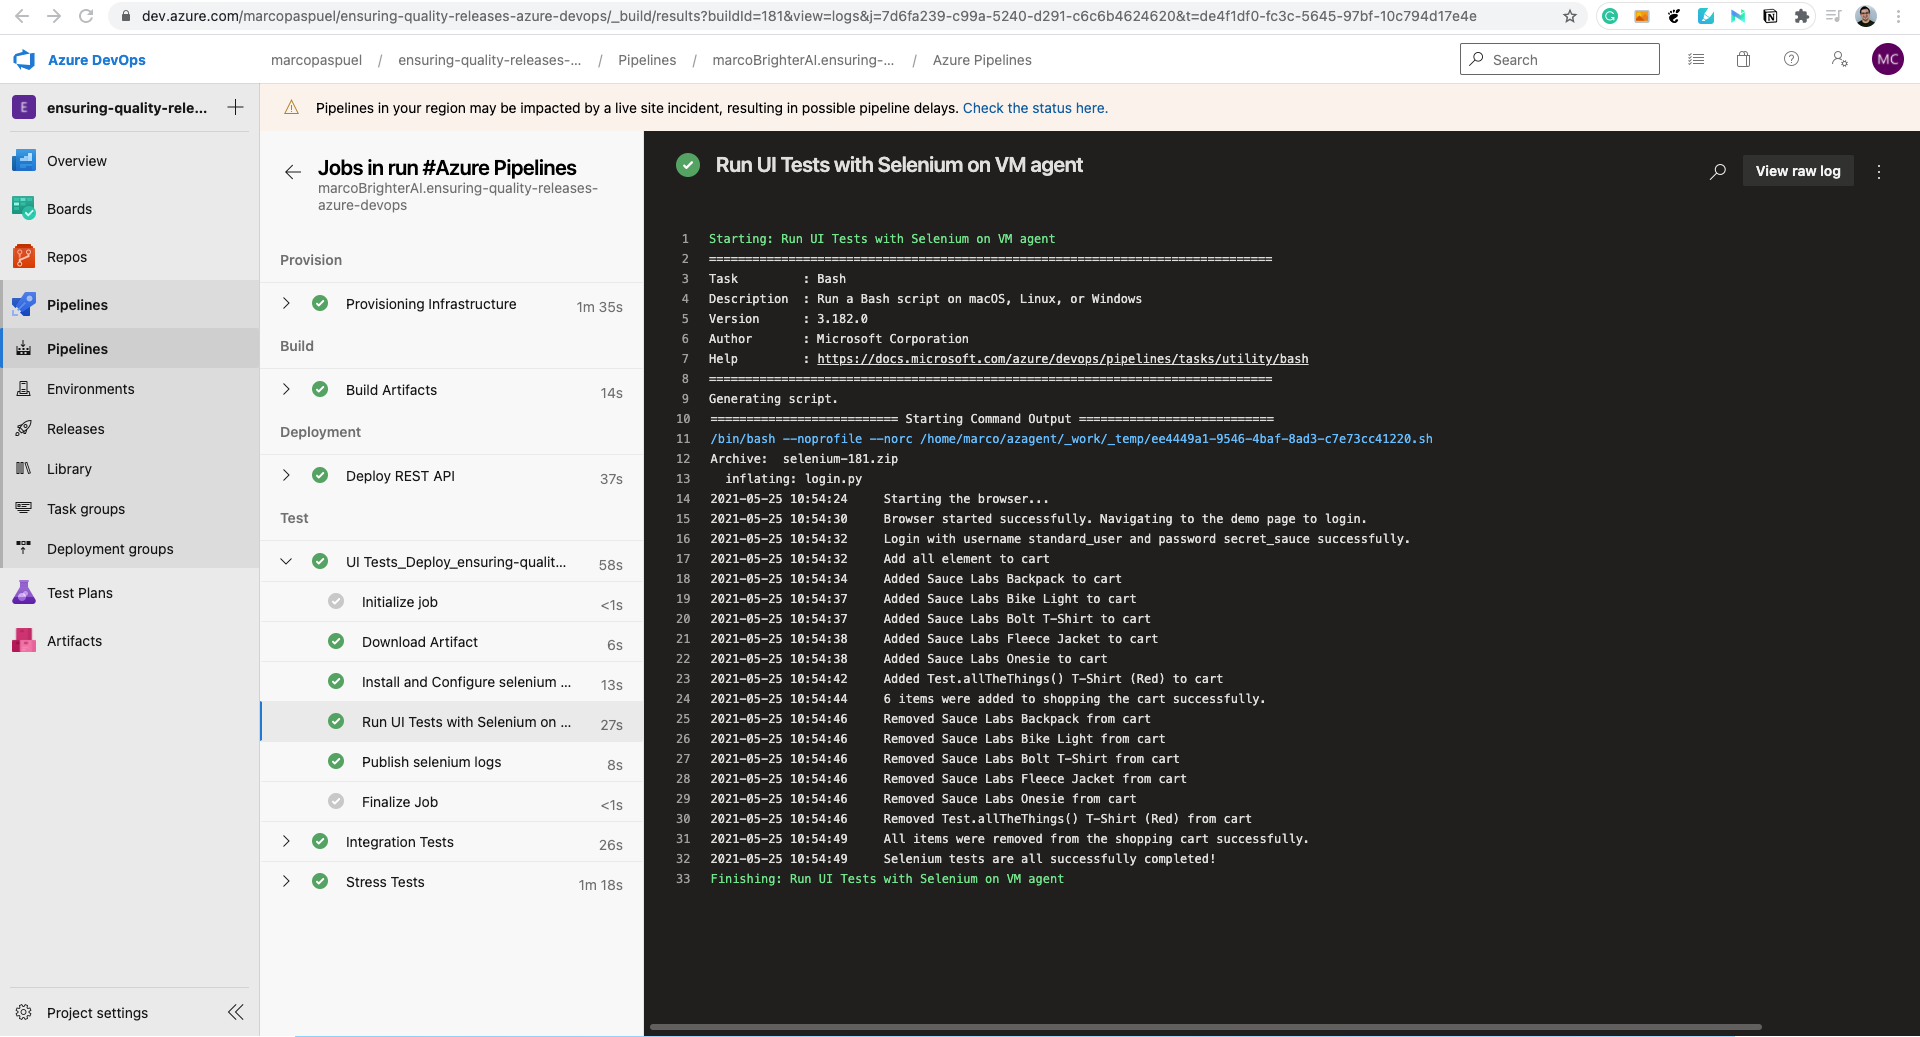 dev.azure.com/marcopaspuel/ensuring-quality-releases-azure-devops/_build/results?buildId=181&view=logs&j=7d6fa239-c99a-5240-d291-c6c6b4624620&t=de4f1df0-fc3c-5645-97bf-10c794d17e4e
Azure DevOps
marcopaspuel / ensuring-quality-releases-... / Pipelines / marcoBrighterAI.ensuring-... / Azure Pipelines
Search
MC
E ensuring-quality-rele...
Overview
Boards
Repos
Pipelines
Pipelines
Environments
Releases
Library
Task groups
Deployment groups
Test Plans
Artifacts
Project settings
Pipelines in your region may be impacted by a live site incident, resulting in possible pipeline delays. Check the status here.
Jobs in run #Azure Pipelines
marcoBrighterAI.ensuring-quality-releases-
azure-devops
Provision
Provisioning Infrastructure 1m 35s
Build
Build Artifacts 14s
Deployment
Deploy REST API 37s
Test
UI Tests_Deploy_ensuring-qualit... 58s
Initialize job <1s
Download Artifact 6s
Install and Configure selenium ... 13s
Run UI Tests with Selenium on ... 27s
Publish selenium logs 8s
Finalize Job <1s
Integration Tests 26s
Stress Tests 1m 18s
Run UI Tests with Selenium on VM agent
View raw log
1 Starting: Run UI Tests with Selenium on VM agent
2 ==============================================================================
3 Task : Bash
4 Description : Run a Bash script on macOS, Linux, or Windows
5 Version : 3.182.0
6 Author : Microsoft Corporation
7 Help : https://docs.microsoft.com/azure/devops/pipelines/tasks/utility/bash
8 ==============================================================================
9 Generating script.
10 ========================== Starting Command Output ===========================
11 /bin/bash --noprofile --norc /home/marco/azagent/_work/_temp/ee4449a1-9546-4baf-8ad3-c7e73cc41220.sh
12 Archive: selenium-181.zip
13 inflating: login.py
14 2021-05-25 10:54:24 Starting the browser...
15 2021-05-25 10:54:30 Browser started successfully. Navigating to the demo page to login.
16 2021-05-25 10:54:32 Login with username standard_user and password secret_sauce successfully.
17 2021-05-25 10:54:32 Add all element to cart
18 2021-05-25 10:54:34 Added Sauce Labs Backpack to cart
19 2021-05-25 10:54:37 Added Sauce Labs Bike Light to cart
20 2021-05-25 10:54:37 Added Sauce Labs Bolt T-Shirt to cart
21 2021-05-25 10:54:38 Added Sauce Labs Fleece Jacket to cart
22 2021-05-25 10:54:38 Added Sauce Labs Onesie to cart
23 2021-05-25 10:54:42 Added Test.allTheThings() T-Shirt (Red) to cart
24 2021-05-25 10:54:44 6 items were added to shopping the cart successfully.
25 2021-05-25 10:54:46 Removed Sauce Labs Backpack from cart
26 2021-05-25 10:54:46 Removed Sauce Labs Bike Light from cart
27 2021-05-25 10:54:46 Removed Sauce Labs Bolt T-Shirt from cart
28 2021-05-25 10:54:46 Removed Sauce Labs Fleece Jacket from cart
29 2021-05-25 10:54:46 Removed Sauce Labs Onesie from cart
30 2021-05-25 10:54:46 Removed Test.allTheThings() T-Shirt (Red) from cart
31 2021-05-25 10:54:49 All items were removed from the shopping cart successfully.
32 2021-05-25 10:54:49 Selenium tests are all successfully completed!
33 Finishing: Run UI Tests with Selenium on VM agent